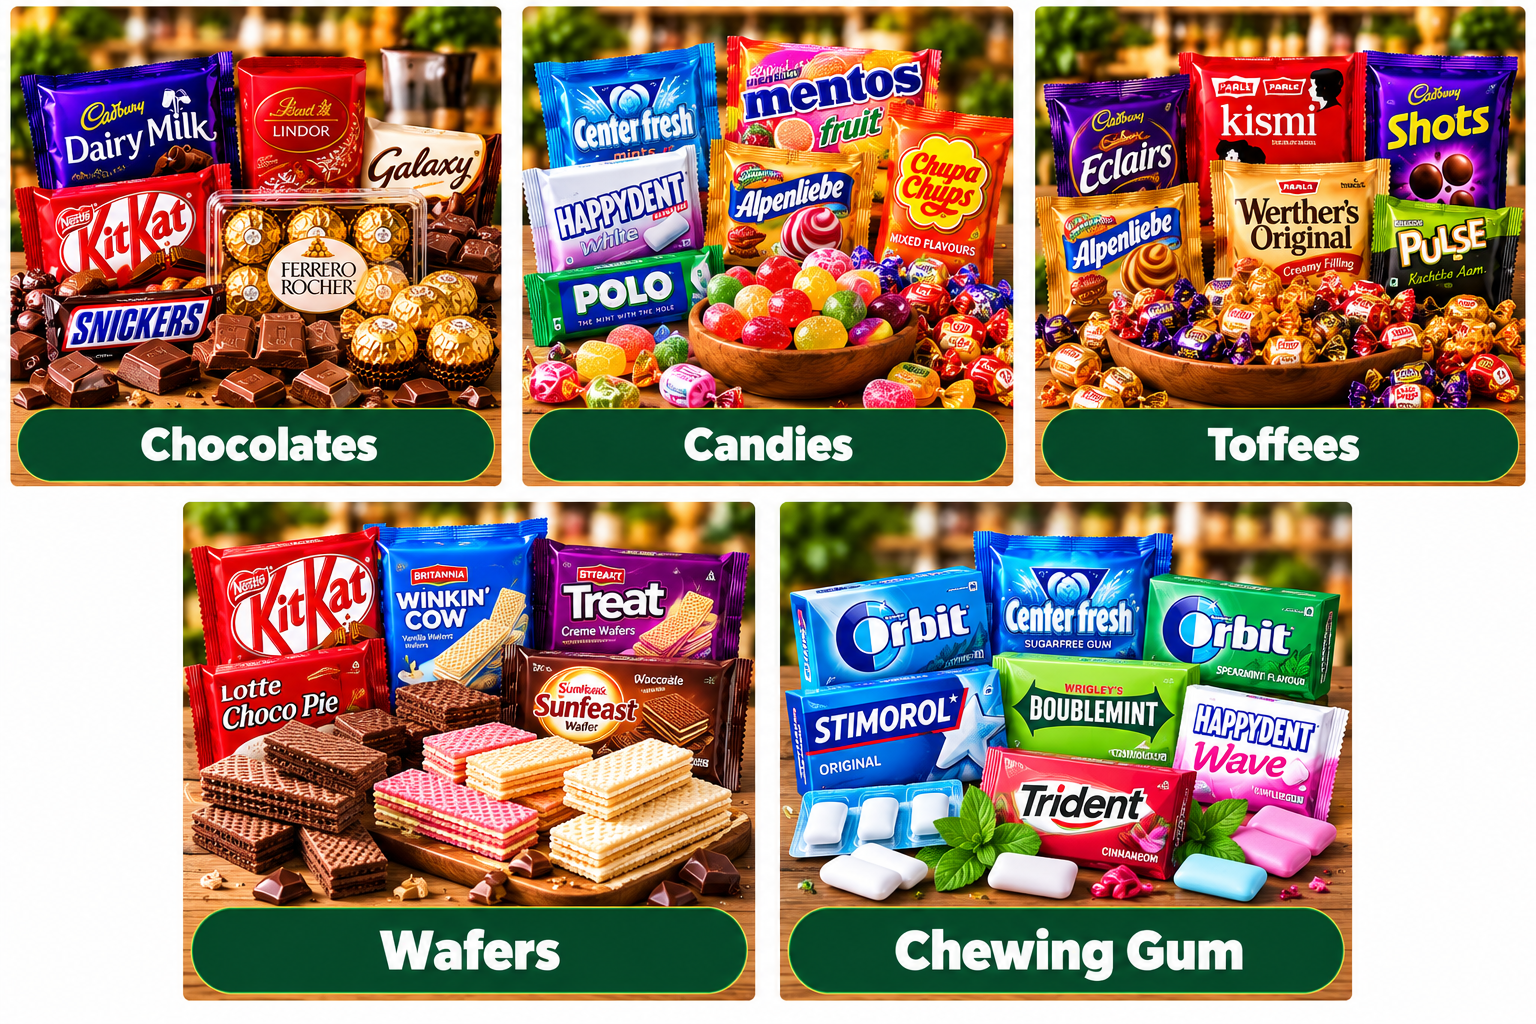 Cadbury
Dairy Milk
Lindt
LINDOR
Galaxy
Nestlé
KitKat
FERRERO
ROCHER
SNICKERS
Chocolates
Center fresh
mints
mentos
fruit
HAPPYDENT
White
Alpenliebe
Chupa
Chups
MIXED FLAVOURS
POLO
THE MINT WITH THE HOLE
Candies
Cadbury
Eclairs
PARLE PARLE
kismi
Cadbury
Shots
Alpenliebe
Werther's
Original
Creamy Filling
PULSE
Kachcha Aam.
Toffees
Nestlé
KitKat
BRITANNIA
WINKIN'
COW
Treat
Creme Wafers
Lotte
Choco Pie
Sunfeast
Wafer
Wafers
Orbit
Center fresh
SUGARFREE GUM
Orbit
SPEARMINT FLAVOUR
STIMOROL
ORIGINAL
WRIGLEY'S
BOUBLEMINT
HAPPYDENT
Wave
Trident
CINNAMEOM
Chewing Gum